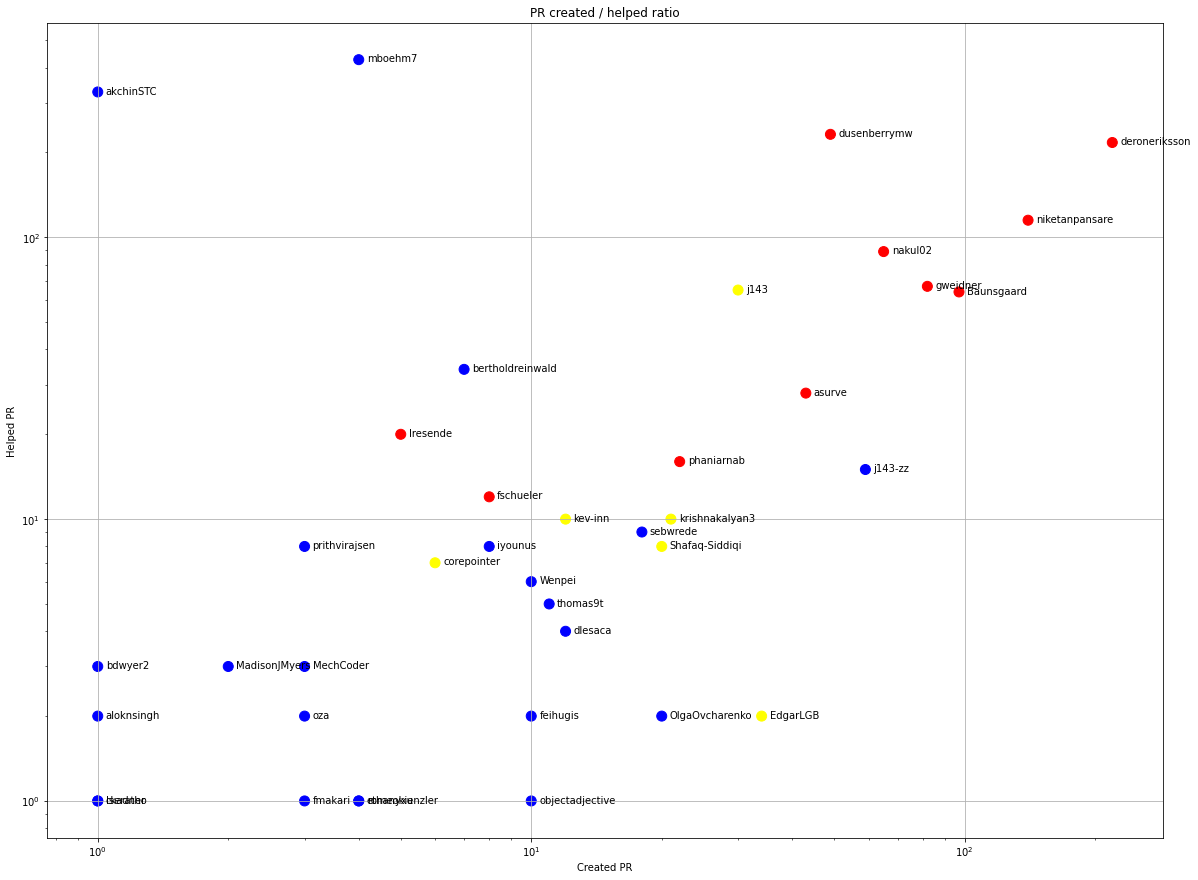 PR created / helped ratio
mboehm7
akchinSTC
dusenberrymw
deroneriksson
niketanpansare
10²
nakul02
gweidner
j143
Baunsgaard
bertholdreinwald
asurve
Helped PR
lresende
phaniarnab
j143-zz
fschueler
10¹
kev-inn
krishnakalyan3
sebwrede
prithvirajsen
iyounus
Shafaq-Siddiqi
corepointer
Wenpei
thomas9t
dlesaca
bdwyer2
MadisonJMyers
MechCoder
aloknsingh
oza
feihugis
OlgaOvcharenko
EdgarLGB
10⁰
fmakari
objectadjective
10⁰
10¹
10²
Created PR